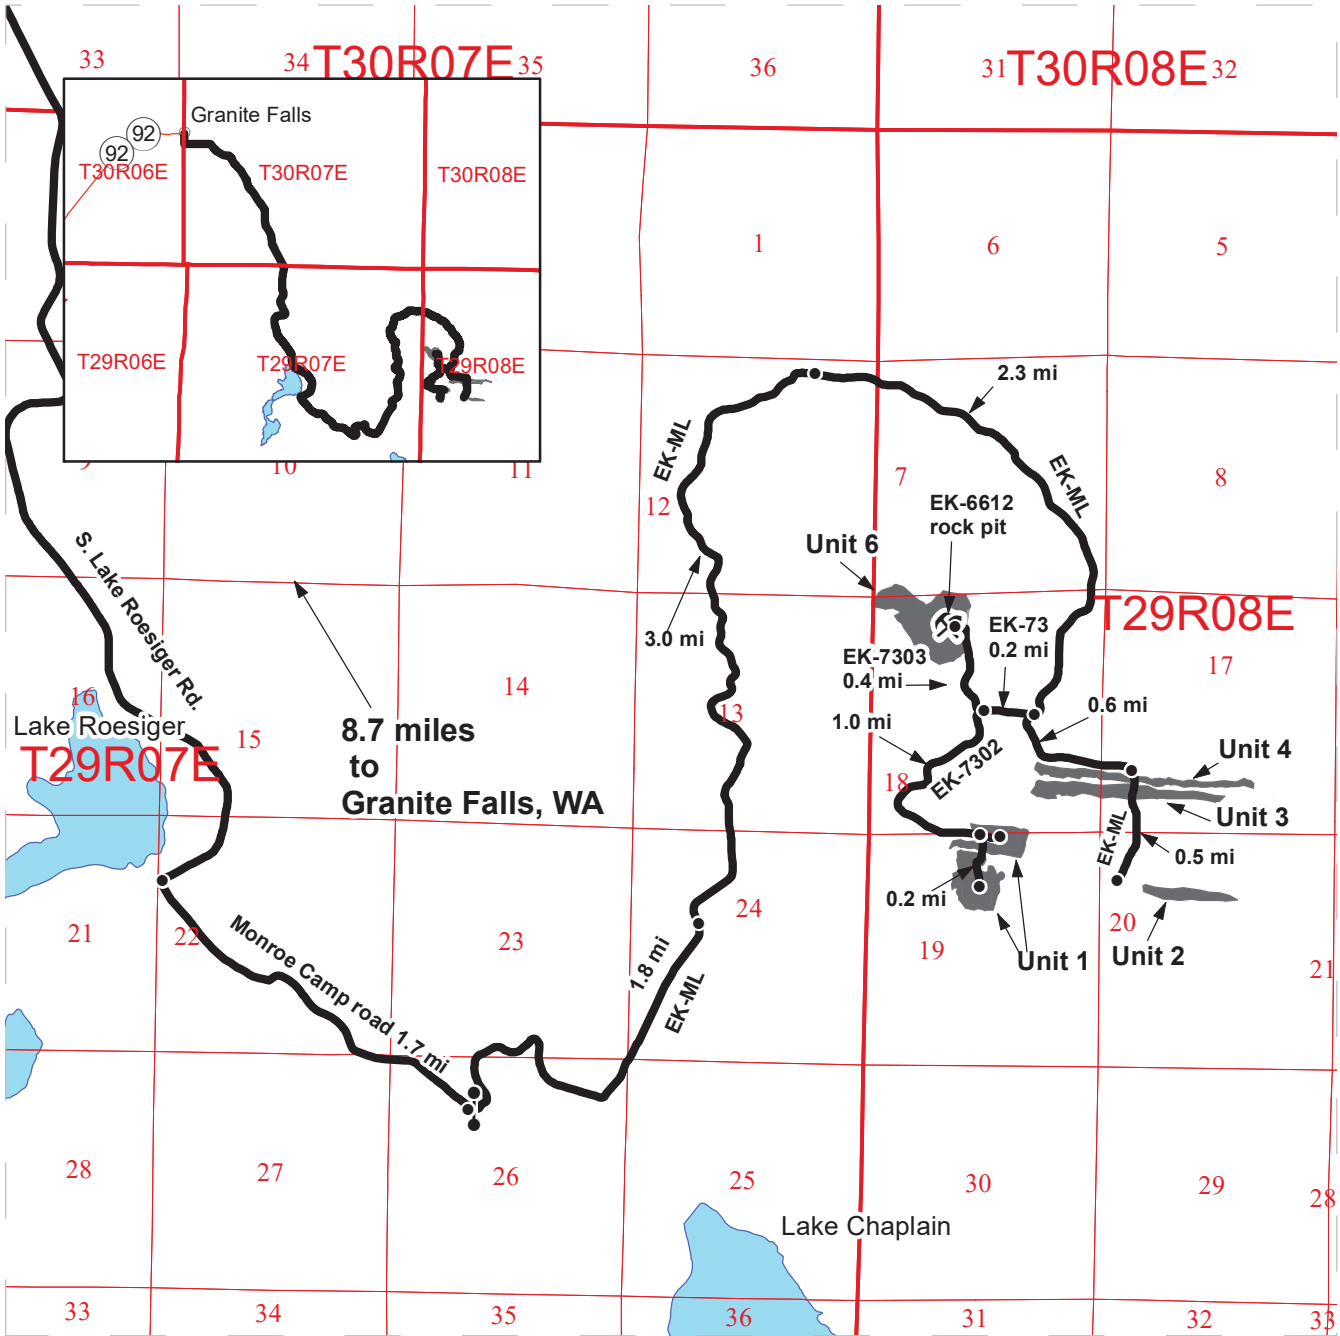 33
34
T30R07E
35
36
31
T30R08E
32
Granite Falls
92
92
T30R06E
T30R07E
T30R08E
T29R06E
T29R07E
T29R08E
1
6
5
9
10
11
12
7
8
2.3 mi
EK-ML
EK-ML
EK-6612
rock pit
Unit 6
S. Lake Roesiger Rd.
3.0 mi
EK-7303
0.4 mi
EK-73
0.2 mi
T29R08E
17
16
Lake Roesiger
T29R07E
15
14
13
8.7 miles
to
Granite Falls, WA
1.0 mi
0.6 mi
EK-7302
18
Unit 4
Unit 3
EK-ML
0.5 mi
0.2 mi
24
19
20
Unit 1
Unit 2
21
22
23
21
Monroe Camp road 1.7 mi
1.8 mi
EK-ML
28
27
26
25
30
29
28
Lake Chaplain
33
34
35
36
31
32
33